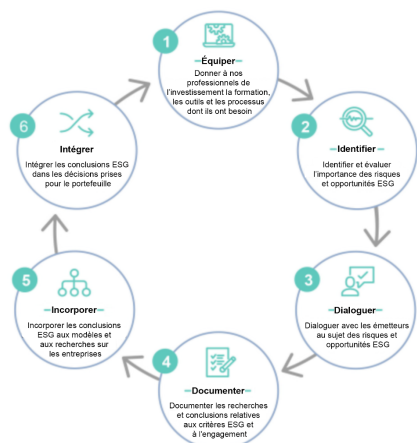 1
Équiper
Donner à nos
professionnels de
l'investissement la formation,
les outils et les processus
dont ils ont besoin
2
Identifier
Identifier et évaluer
l'importance des risques
et opportunités ESG
3
Dialoguer
Dialoguer avec les émetteurs
au sujet des risques et
opportunités ESG
4
Documenter
Documenter les recherches
et conclusions relatives
aux critères ESG et
à l'engagement
5
Incorporer
Incorporer les conclusions
ESG aux modèles et
aux recherches sur
les entreprises
6
Intégrer
Intégrer les conclusions ESG
dans les décisions prises
pour le portefeuille